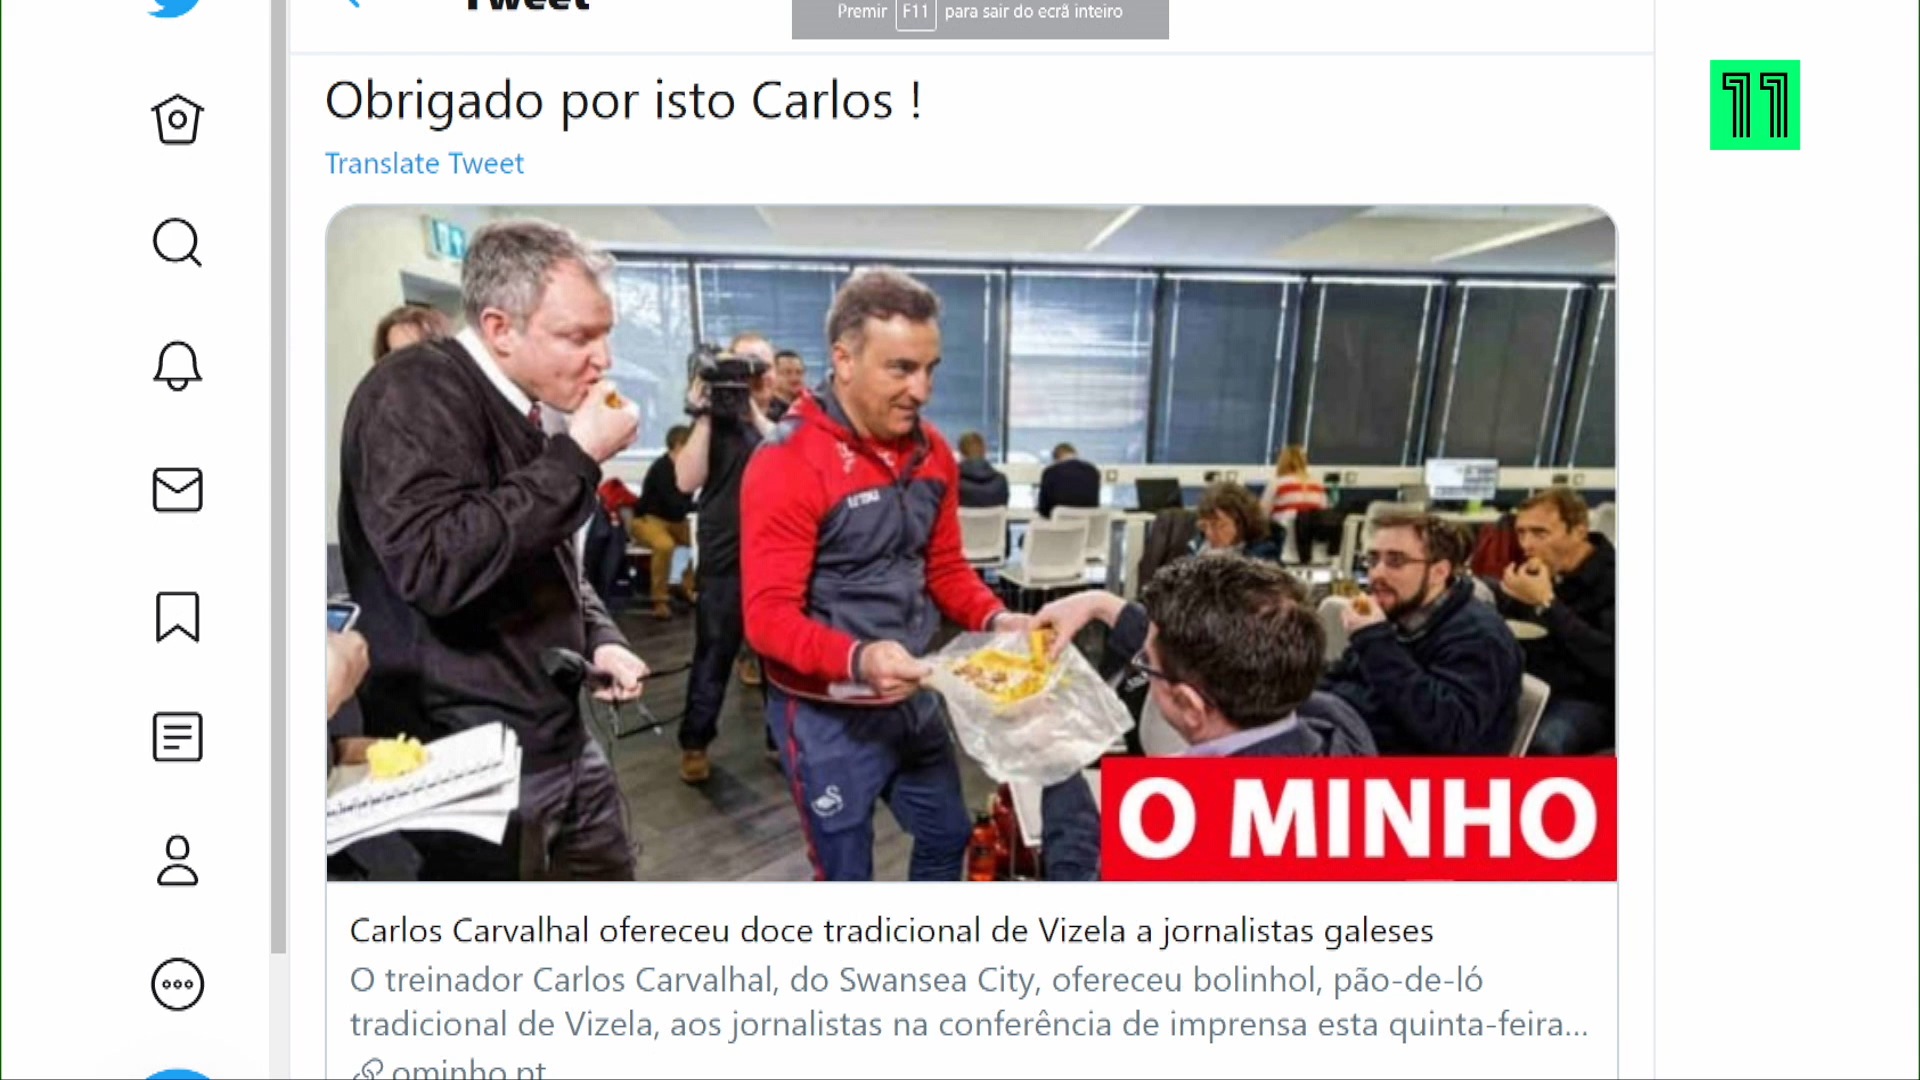 Tweet
Premir F11 para sair do ecrã inteiro
11
Obrigado por isto Carlos !
Translate Tweet
O MINHO
Carlos Carvalhal ofereceu doce tradicional de Vizela a jornalistas galeses
O treinador Carlos Carvalhal, do Swansea City, ofereceu bolinhol, pão-de-ló
tradicional de Vizela, aos jornalistas na conferência de imprensa esta quinta-feira...
ominho.pt